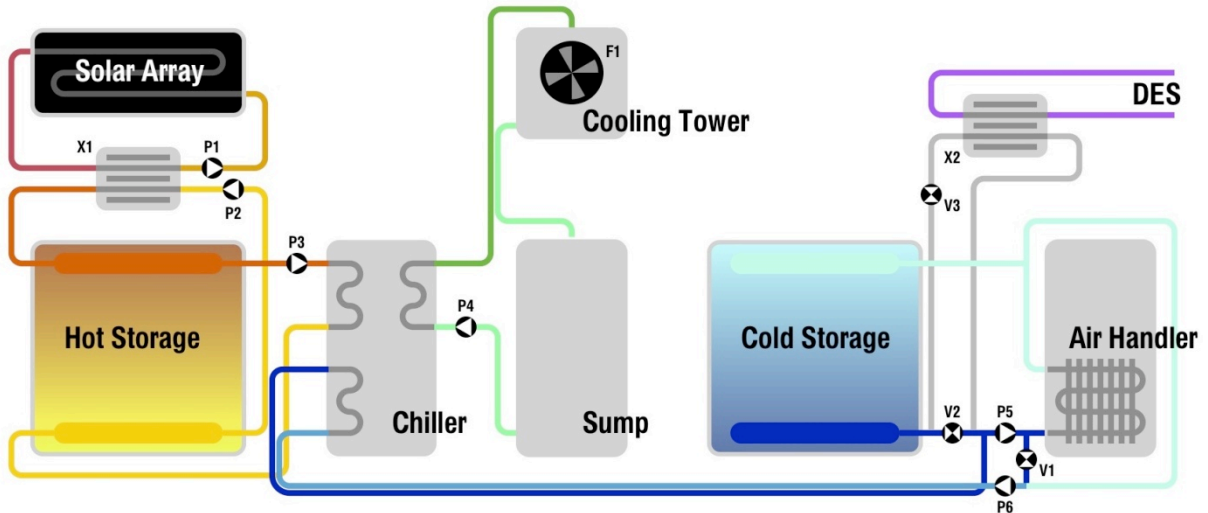 Solar Array
F1
Cooling Tower
DES
X1
P1
X2
P2
V3
P3
P4
Hot Storage
Cold Storage
Air Handler
Chiller
Sump
V2
P5
V1
P6